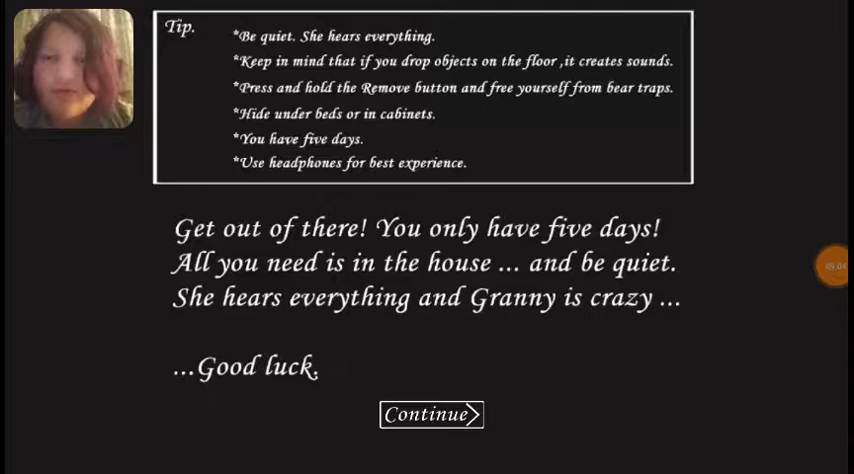 Tip.
*Be quiet. She hears everything.
*Keep in mind that if you drop objects on the floor ,it creates sounds.
*Press and hold the Remove button and free yourself from bear traps.
*Hide under beds or in cabinets.
*You have five days.
*Use headphones for best experience.
Get out of there! You only have five days!
All you need is in the house ... and be quiet.
She hears everything and Granny is crazy ...
...Good luck.
Continue